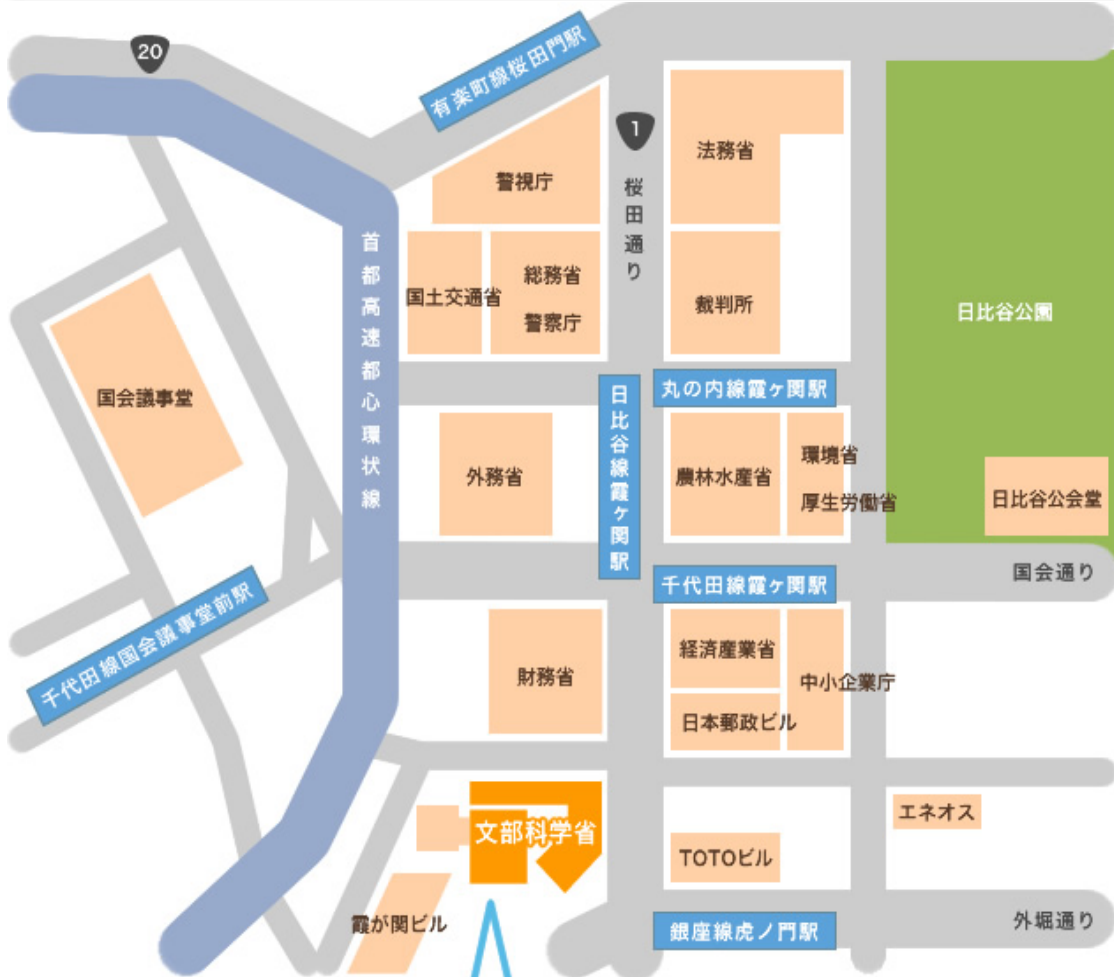 20
有楽町線桜田門駅
1
桜田通り
法務省
警視庁
首都高速都心環状線
国土交通省
総務省
警察庁
裁判所
日比谷公園
国会議事堂
日比谷線霞ヶ関駅
丸の内線霞ヶ関駅
外務省
農林水産省
環境省
厚生労働省
日比谷公会堂
千代田線国会議事堂前駅
千代田線霞ヶ関駅
国会通り
財務省
経済産業省
中小企業庁
日本郵政ビル
文部科学省
エネオス
TOTOビル
霞が関ビル
銀座線虎ノ門駅
外堀通り